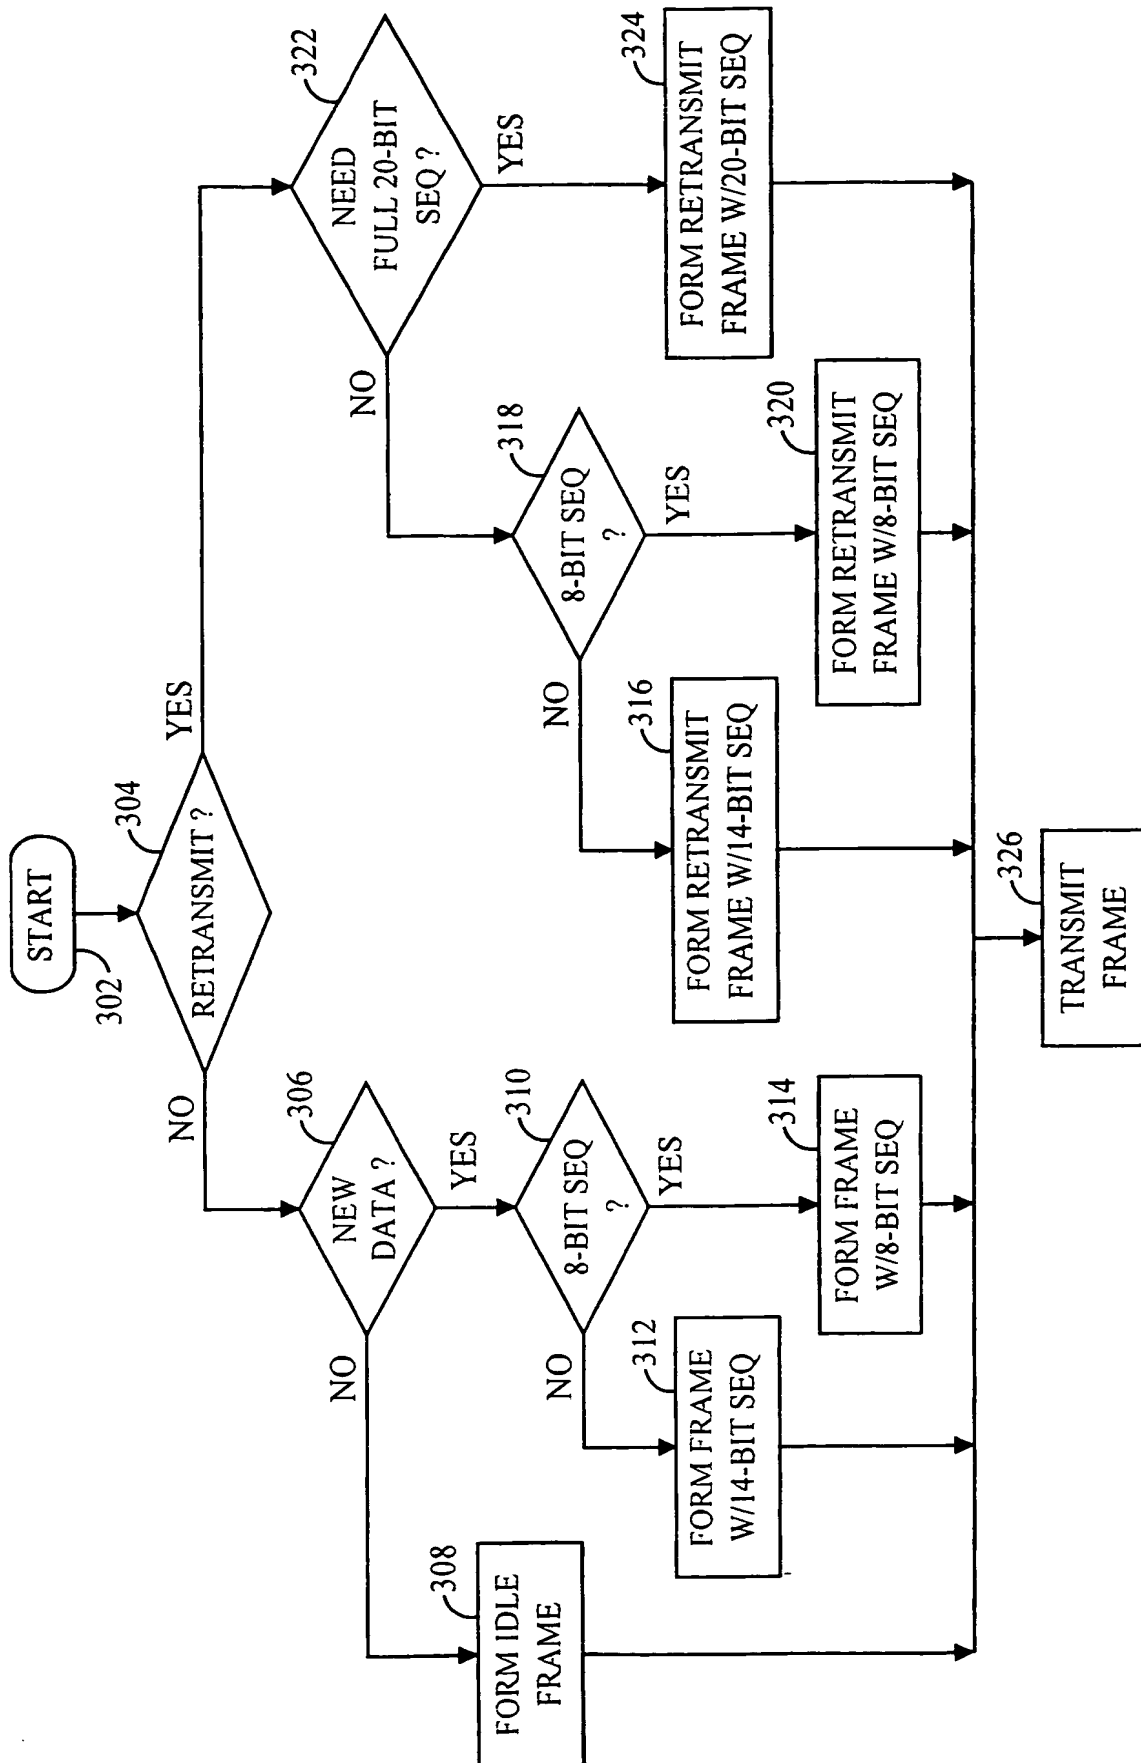 START
302
304
RETRANSMIT ?
NO
YES
306
NEW
DATA ?
NO
YES
308
FORM IDLE
FRAME
310
8-BIT SEQ
?
NO
YES
312
FORM FRAME
W/14-BIT SEQ
314
FORM FRAME
W/8-BIT SEQ
322
NEED
FULL 20-BIT
SEQ ?
NO
YES
318
8-BIT SEQ
?
NO
YES
316
FORM RETRANSMIT
FRAME W/14-BIT SEQ
320
FORM RETRANSMIT
FRAME W/8-BIT SEQ
324
FORM RETRANSMIT
FRAME W/20-BIT SEQ
326
TRANSMIT
FRAME